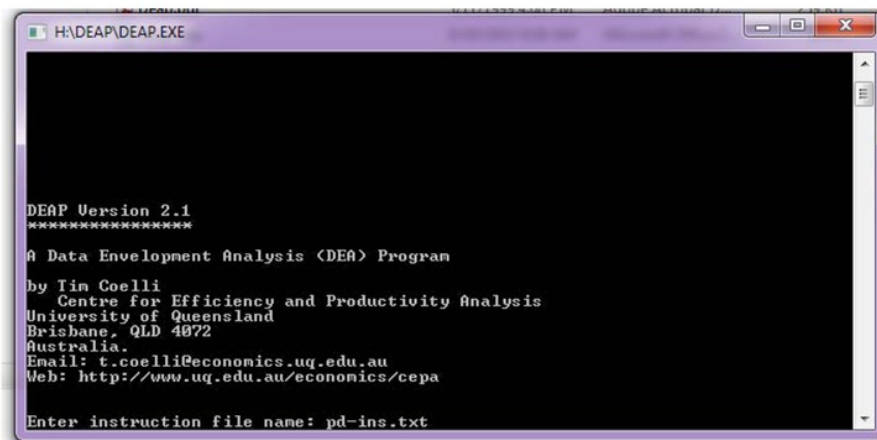 H:\DEAP\DEAP.EXE
DEAP Version 2.1
****************
A Data Envelopment Analysis (DEA) Program
by Tim Coelli
Centre for Efficiency and Productivity Analysis
University of Queensland
Brisbane, QLD 4072
Australia.
Email: t.coelli@economics.uq.edu.au
Web: http://www.uq.edu.au/economics/cepa
Enter instruction file name: pd-ins.txt